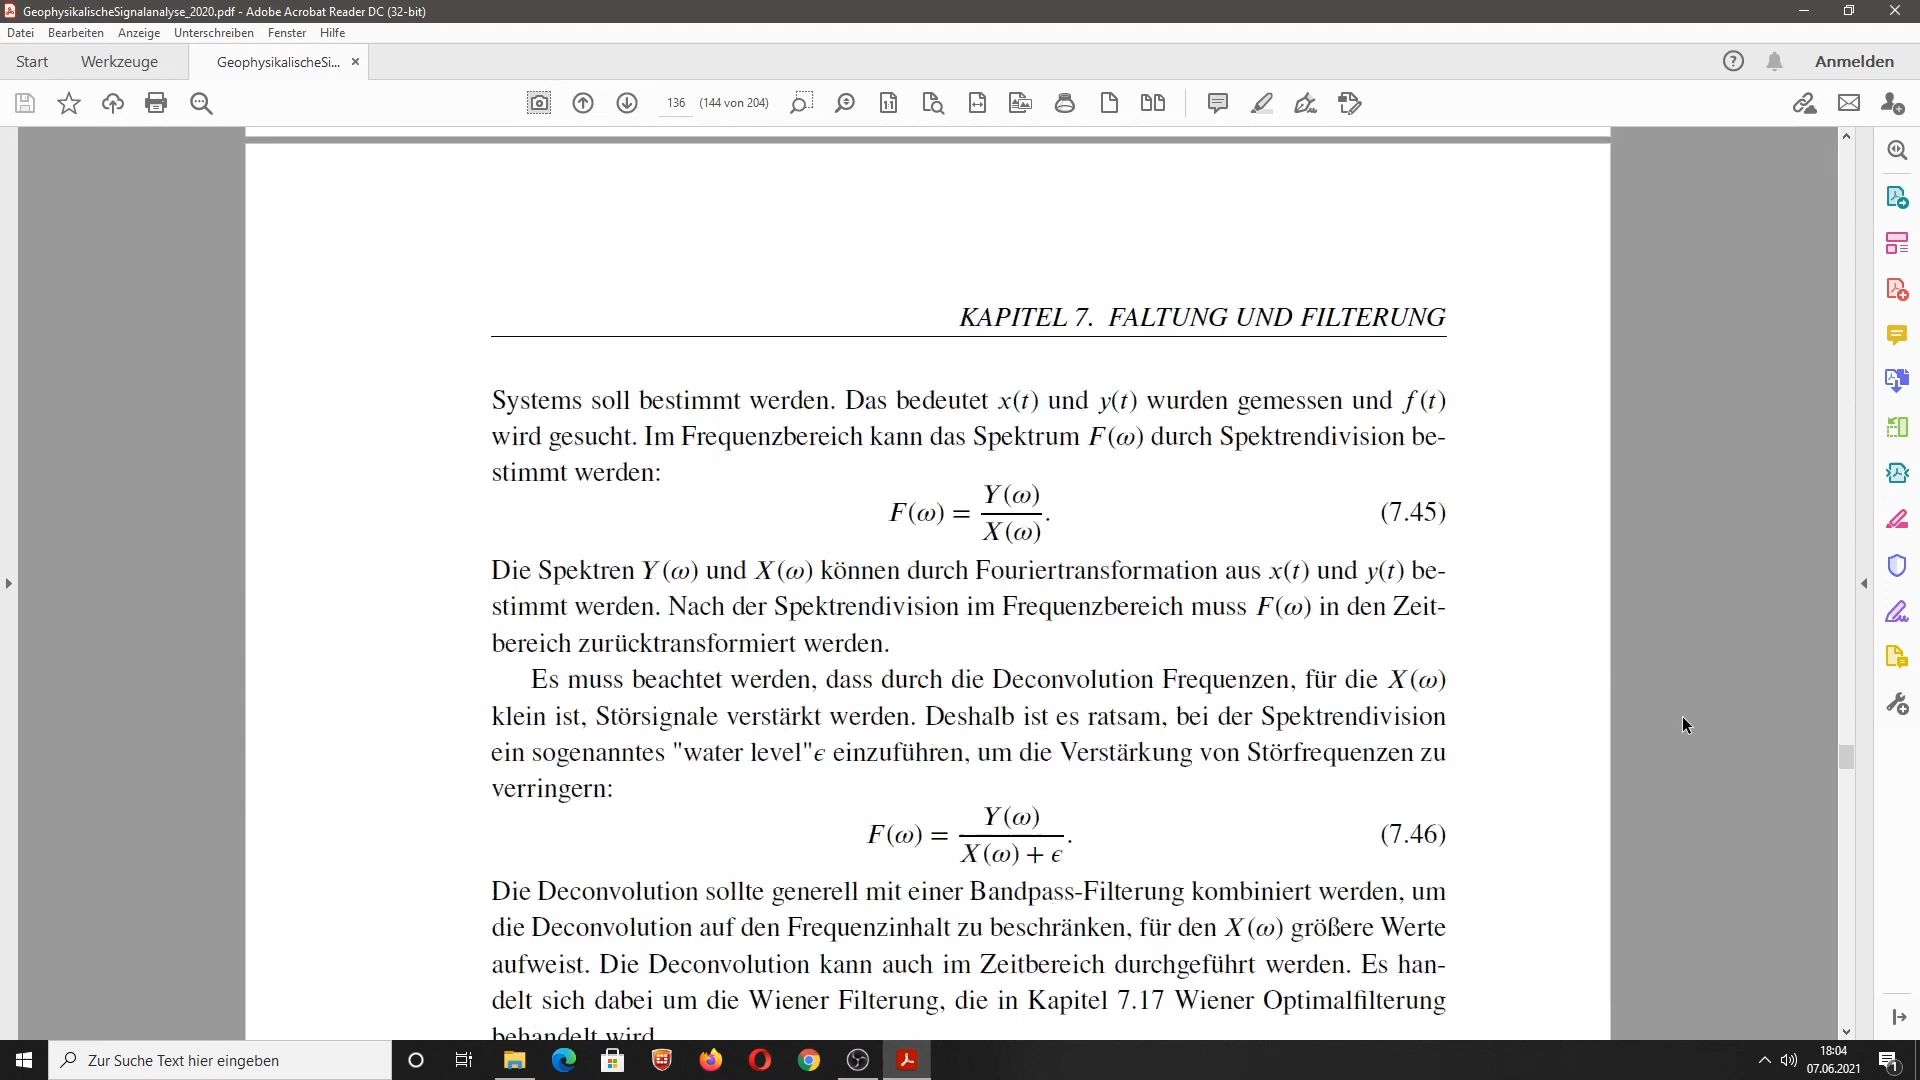 GeophysikalischeSignalanalyse_2020.pdf - Adobe Acrobat Reader DC (32-bit)
Datei Bearbeiten Anzeige Unterschreiben Fenster Hilfe
Start Werkzeuge GeophysikalischeSi... × Anmelden
136 (144 von 204)
KAPITEL 7. FALTUNG UND FILTERUNG
Systems soll bestimmt werden. Das bedeutet x(t) und y(t) wurden gemessen und f(t)
wird gesucht. Im Frequenzbereich kann das Spektrum F(ω) durch Spektrendivision be-
stimmt werden:
F(ω) = Y(ω) / X(ω). (7.45)
Die Spektren Y(ω) und X(ω) können durch Fouriertransformation aus x(t) und y(t) be-
stimmt werden. Nach der Spektrendivision im Frequenzbereich muss F(ω) in den Zeit-
bereich zurücktransformiert werden.
Es muss beachtet werden, dass durch die Deconvolution Frequenzen, für die X(ω)
klein ist, Störsignale verstärkt werden. Deshalb ist es ratsam, bei der Spektrendivision
ein sogenanntes "water level"ϵ einzuführen, um die Verstärkung von Störfrequenzen zu
verringern:
F(ω) = Y(ω) / X(ω) + ϵ. (7.46)
Die Deconvolution sollte generell mit einer Bandpass-Filterung kombiniert werden, um
die Deconvolution auf den Frequenzinhalt zu beschränken, für den X(ω) größere Werte
aufweist. Die Deconvolution kann auch im Zeitbereich durchgeführt werden. Es han-
delt sich dabei um die Wiener Filterung, die in Kapitel 7.17 Wiener Optimalfilterung
behandelt wird.
Zur Suche Text hier eingeben
18:04
07.06.2021
1